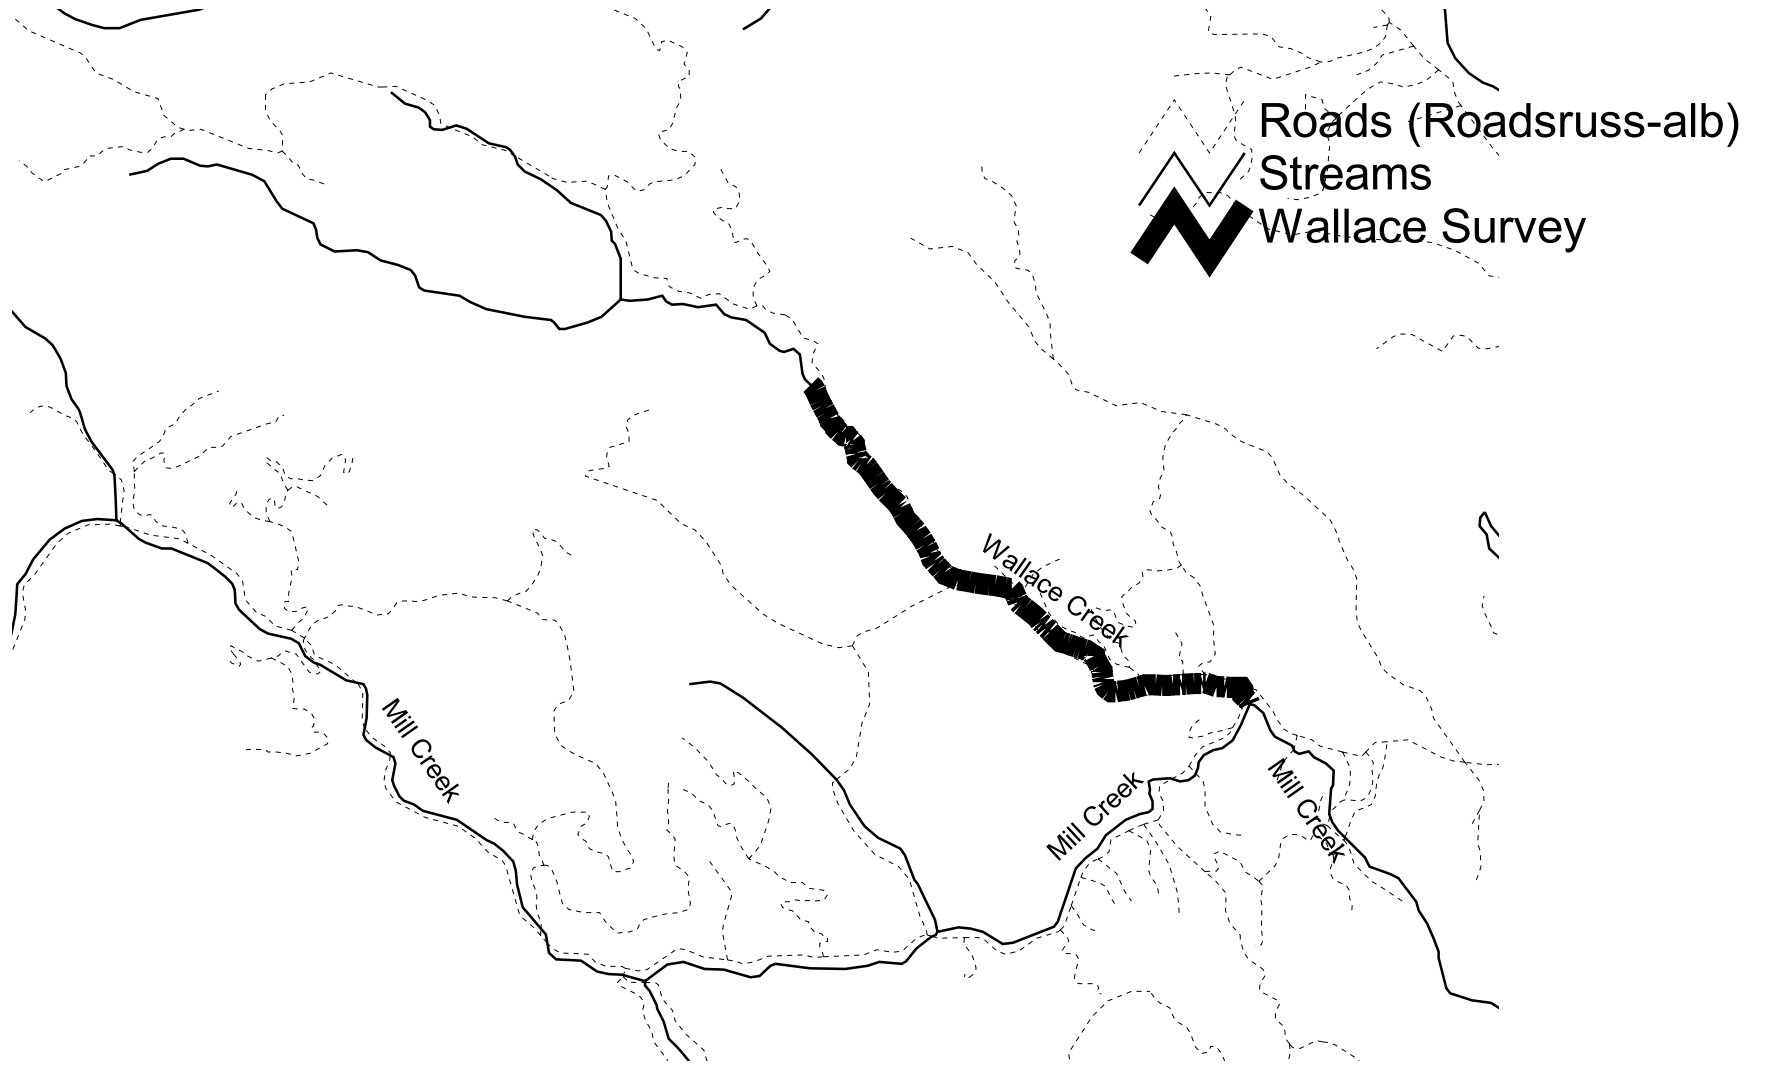 Roads (Roadsruss-alb)
Streams
Wallace Survey
Wallace Creek
Mill Creek
Mill Creek
Mill Creek